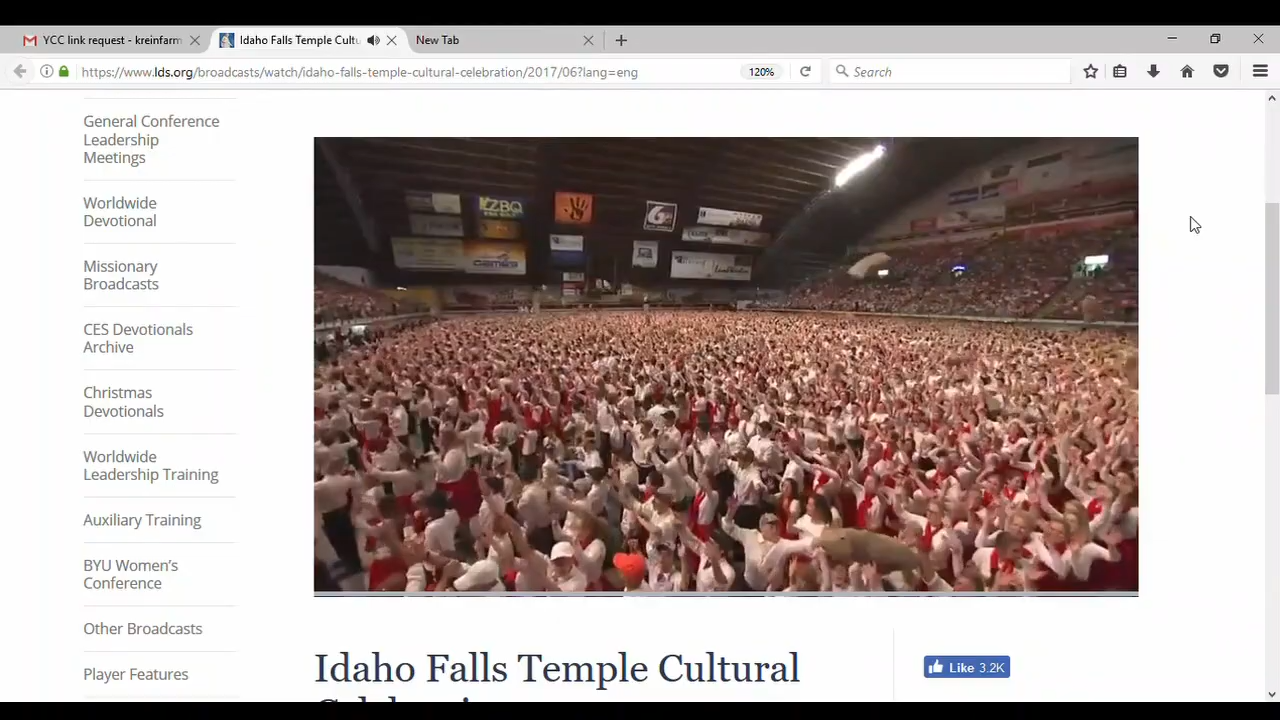 YCC link request - kreinfarm
Idaho Falls Temple Cultu
New Tab
https://www.lds.org/broadcasts/watch/idaho-falls-temple-cultural-celebration/2017/06?lang=eng
120%
Search
General Conference
Leadership
Meetings
Worldwide
Devotional
Missionary
Broadcasts
CES Devotionals
Archive
Christmas
Devotionals
Worldwide
Leadership Training
Auxiliary Training
BYU Women's
Conference
Other Broadcasts
Player Features
KZBQ
6
Idaho Falls Temple Cultural
Like 3.2K